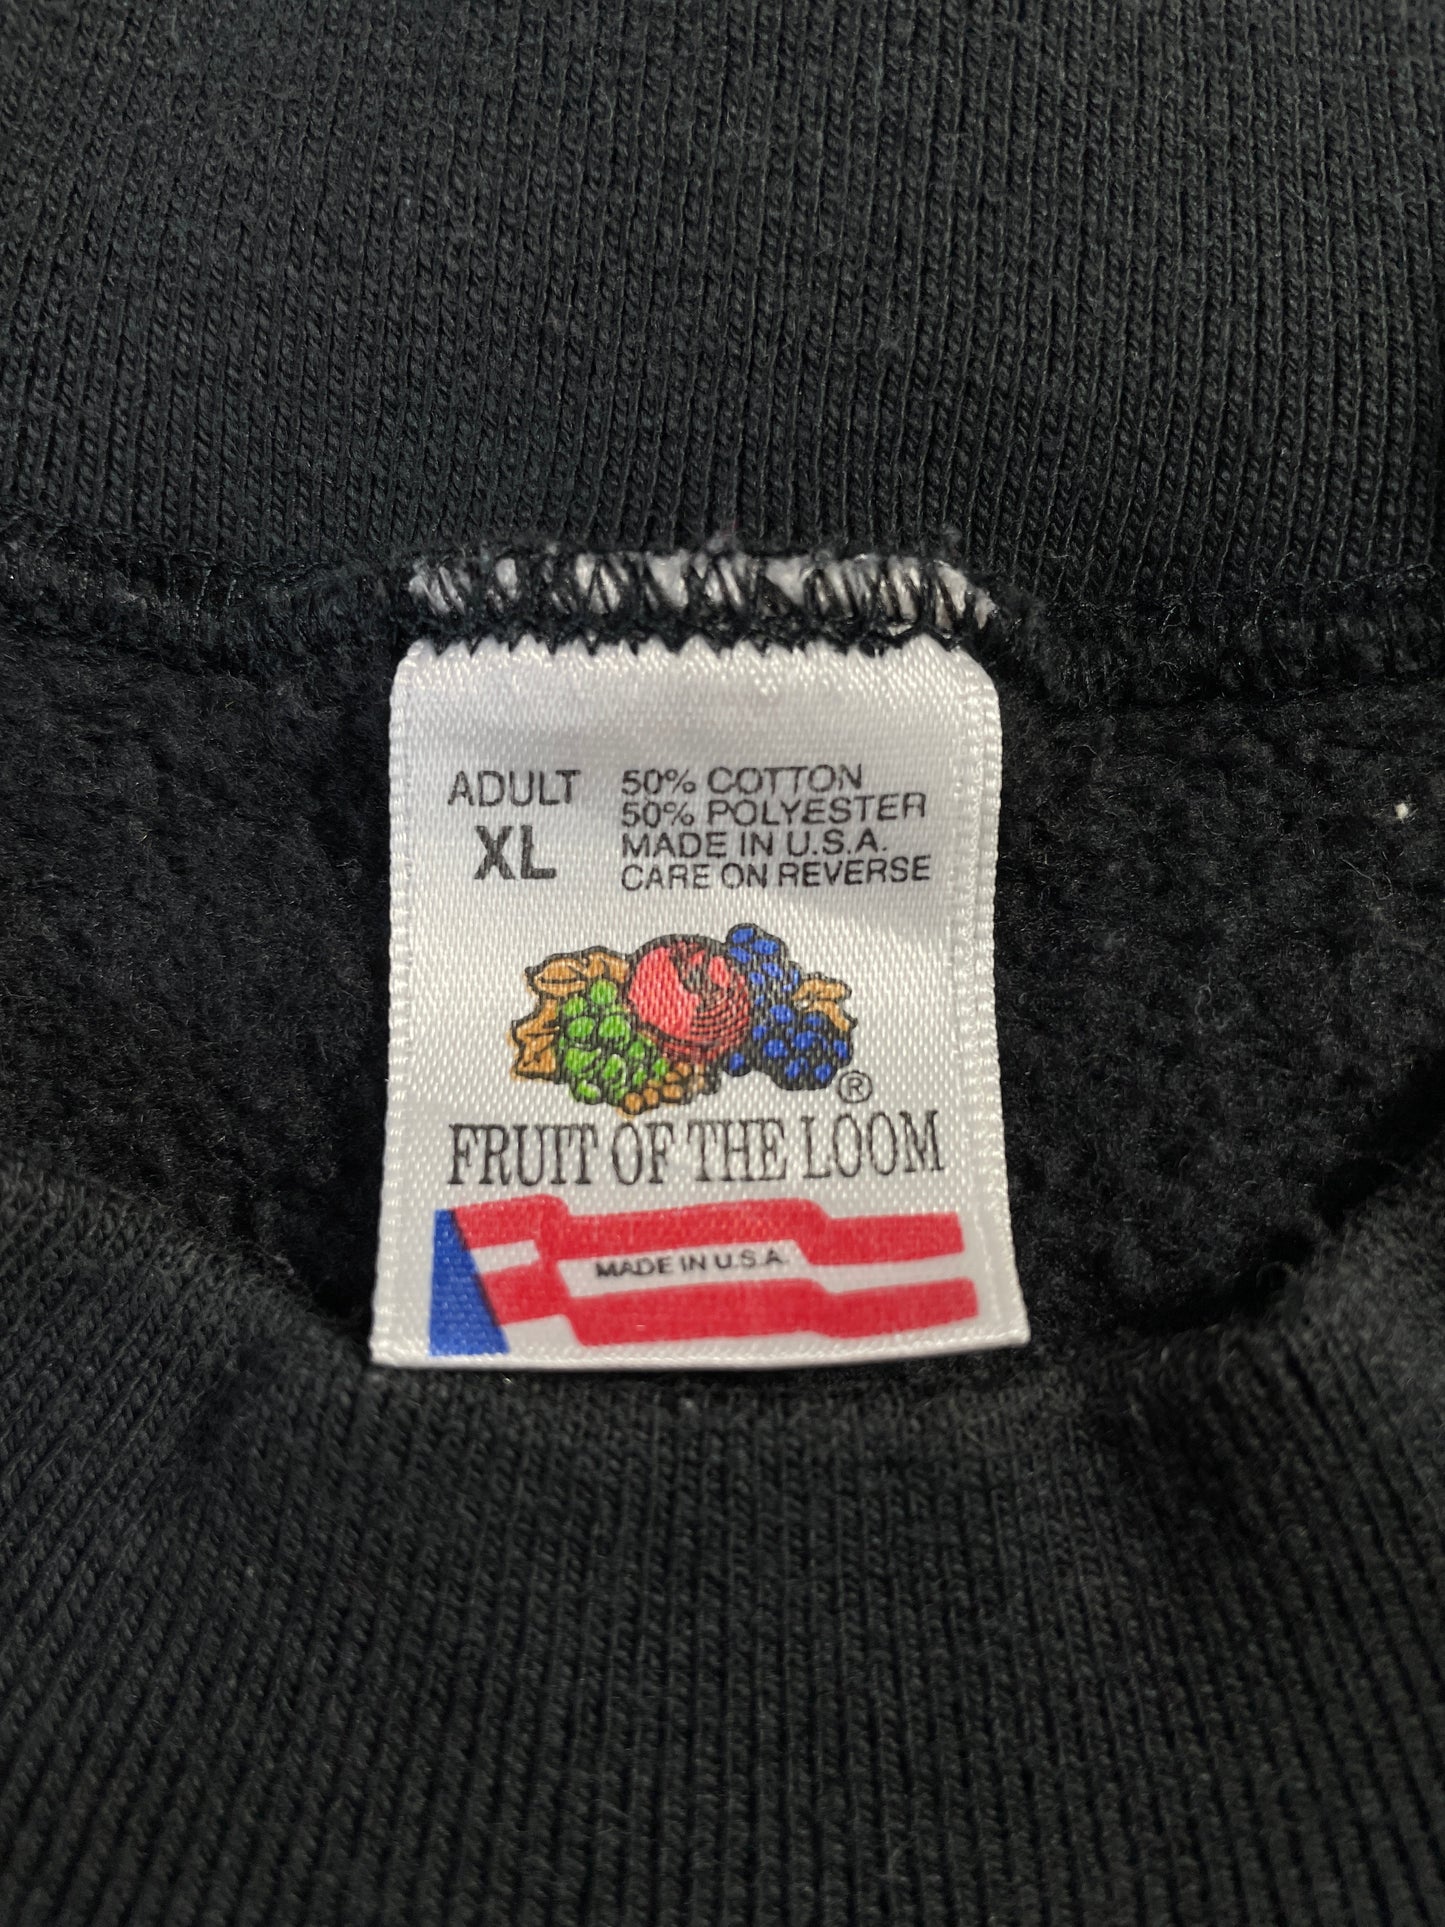 ADULT
XL
50% COTTON
50% POLYESTER
MADE IN U.S.A.
CARE ON REVERSE
®
FRUIT OF THE LOOM
MADE IN U.S.A.